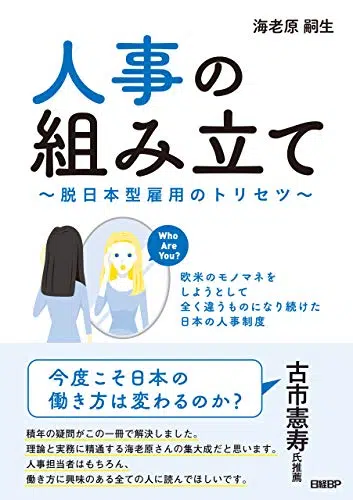 海老原 嗣生
人事の
組み立て
～脱日本型雇用のトリセツ～
Who
Are
You?
欧米のモノマネを
しようとして
全く違うものになり続けた
日本の人事制度
今度こそ日本の
働き方は変わるのか?
古市憲寿氏推薦
積年の疑問がこの一冊で解決しました。
理論と実務に精通する海老原さんの集大成だと思います。
人事担当者はもちろん、
働き方に興味のある全ての人に読んでほしいです。
日経BP